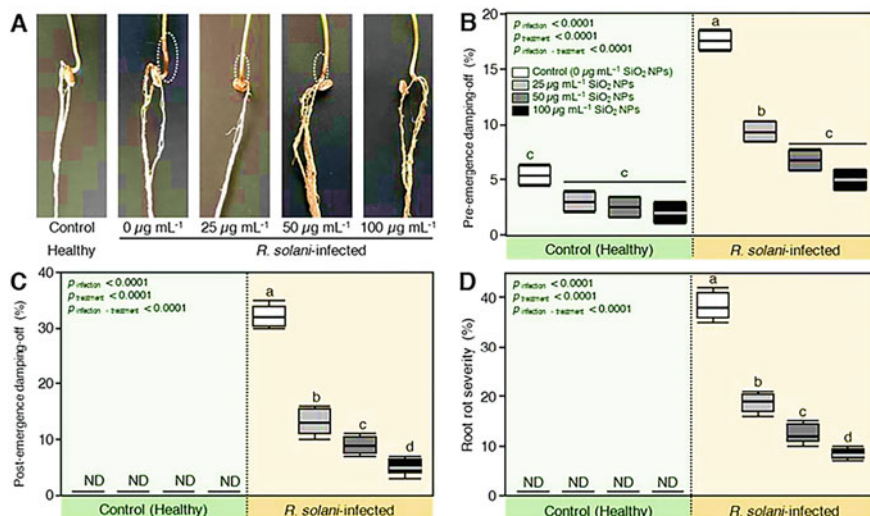 A
Control
0 µg mL⁻¹
25 µg mL⁻¹
50 µg mL⁻¹
100 µg mL⁻¹
Healthy
R. solani-infected
B
Pre-emergence damping-off (%)
20
15
10
5
0
P infection < 0.0001
P treatment < 0.0001
P infection - treatment < 0.0001
Control (0 µg mL⁻¹ SiO₂ NPs)
25 µg mL⁻¹ SiO₂ NPs
50 µg mL⁻¹ SiO₂ NPs
100 µg mL⁻¹ SiO₂ NPs
c
c
a
b
c
Control (Healthy)
R. solani-infected
C
Post-emergence damping-off (%)
40
30
20
10
0
P infection < 0.0001
P treatment < 0.0001
P infection - treatment < 0.0001
ND
ND
ND
ND
a
b
c
d
Control (Healthy)
R. solani-infected
D
Root rot severity (%)
40
30
20
10
0
P infection < 0.0001
P treatment < 0.0001
P infection - treatment < 0.0001
ND
ND
ND
ND
a
b
c
d
Control (Healthy)
R. solani-infected